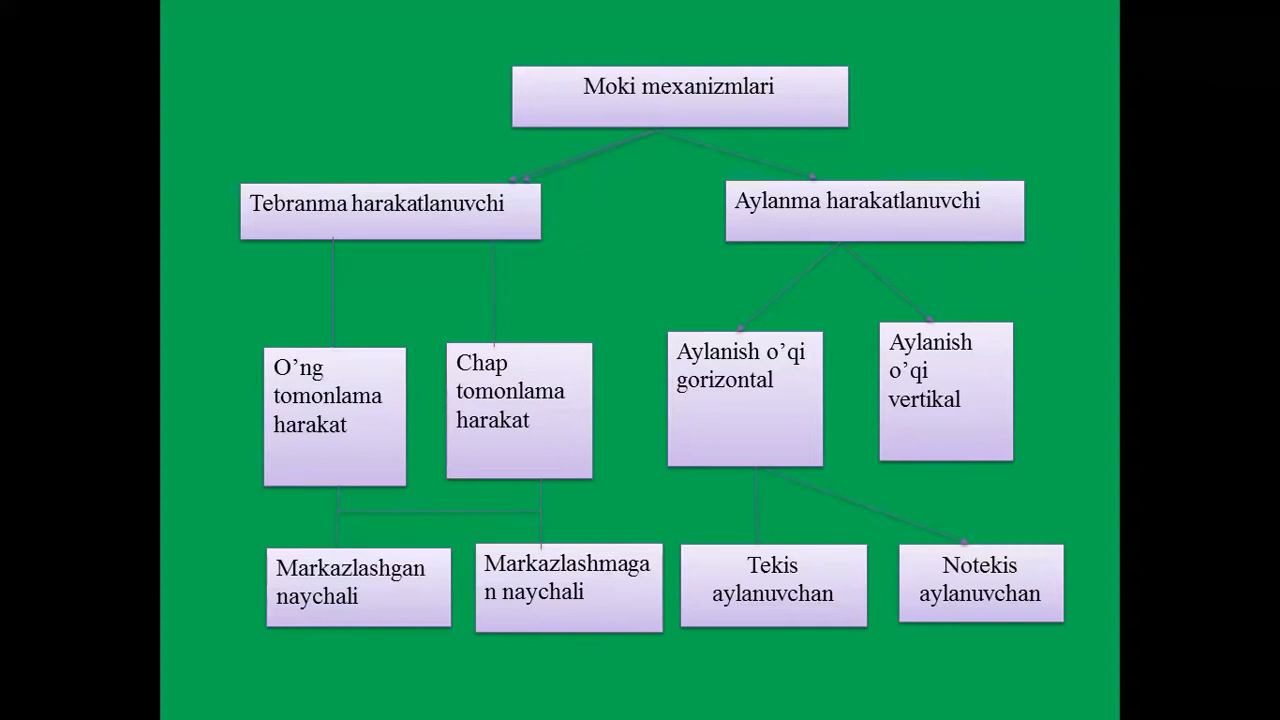 Moki mexanizmlari
Tebranma harakatlanuvchi
Aylanma harakatlanuvchi
O’ng
tomonlama
harakat
Chap
tomonlama
harakat
Aylanish o’qi
gorizontal
Aylanish
o’qi
vertikal
Markazlashgan
naychali
Markazlashmaga
n naychali
Tekis
aylanuvchan
Notekis
aylanuvchan